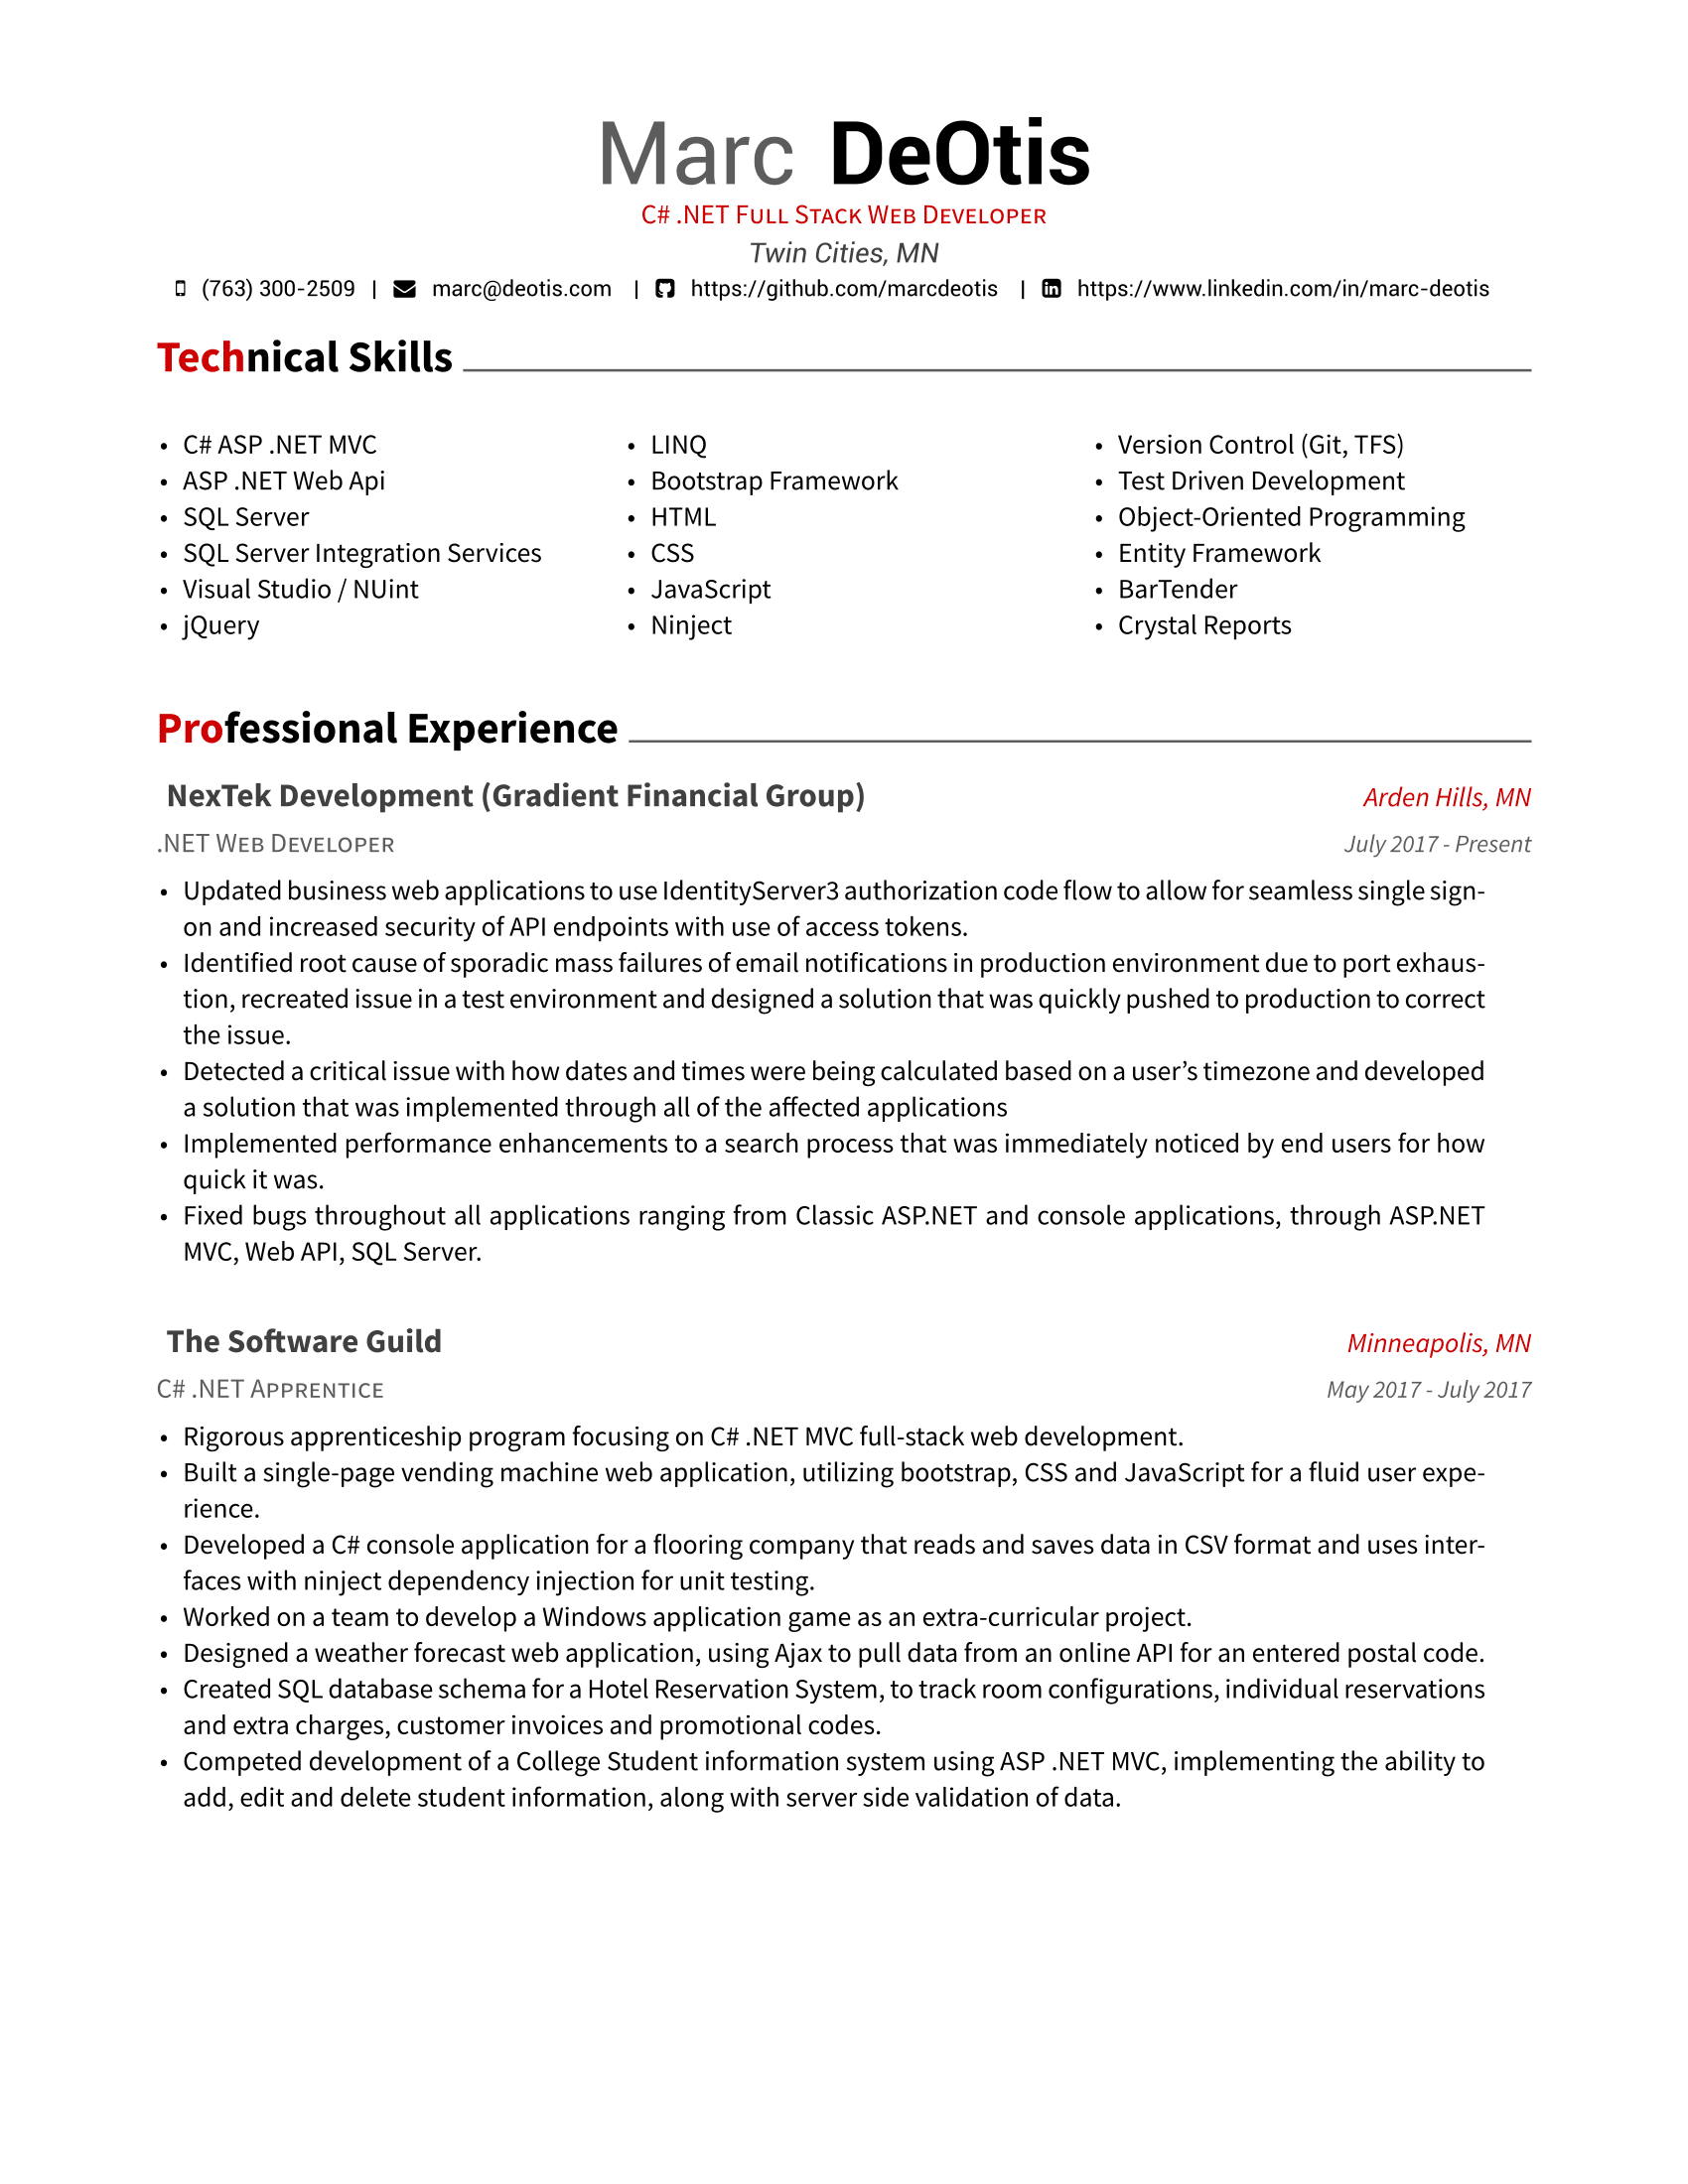 Marc DeOtis
C# .NET Full Stack Web Developer
Twin Cities, MN
(763) 300-2509 | marc@deotis.com | https://github.com/marcdeotis | https://www.linkedin.com/in/marc-deotis
Technical Skills
• C# ASP .NET MVC
• ASP .NET Web Api
• SQL Server
• SQL Server Integration Services
• Visual Studio / NUint
• jQuery
• LINQ
• Bootstrap Framework
• HTML
• CSS
• JavaScript
• Ninject
• Version Control (Git, TFS)
• Test Driven Development
• Object-Oriented Programming
• Entity Framework
• BarTender
• Crystal Reports
Professional Experience
NexTek Development (Gradient Financial Group) Arden Hills, MN
.NET Web Developer July 2017 - Present
• Updated business web applications to use IdentityServer3 authorization code flow to allow for seamless single sign-
on and increased security of API endpoints with use of access tokens.
• Identified root cause of sporadic mass failures of email notifications in production environment due to port exhaus-
tion, recreated issue in a test environment and designed a solution that was quickly pushed to production to correct
the issue.
• Detected a critical issue with how dates and times were being calculated based on a user’s timezone and developed
a solution that was implemented through all of the affected applications
• Implemented performance enhancements to a search process that was immediately noticed by end users for how
quick it was.
• Fixed bugs throughout all applications ranging from Classic ASP.NET and console applications, through ASP.NET
MVC, Web API, SQL Server.
The Software Guild Minneapolis, MN
C# .NET Apprentice May 2017 - July 2017
• Rigorous apprenticeship program focusing on C# .NET MVC full-stack web development.
• Built a single-page vending machine web application, utilizing bootstrap, CSS and JavaScript for a fluid user expe-
rience.
• Developed a C# console application for a flooring company that reads and saves data in CSV format and uses inter-
faces with ninject dependency injection for unit testing.
• Worked on a team to develop a Windows application game as an extra-curricular project.
• Designed a weather forecast web application, using Ajax to pull data from an online API for an entered postal code.
• Created SQL database schema for a Hotel Reservation System, to track room configurations, individual reservations
and extra charges, customer invoices and promotional codes.
• Competed development of a College Student information system using ASP .NET MVC, implementing the ability to
add, edit and delete student information, along with server side validation of data.